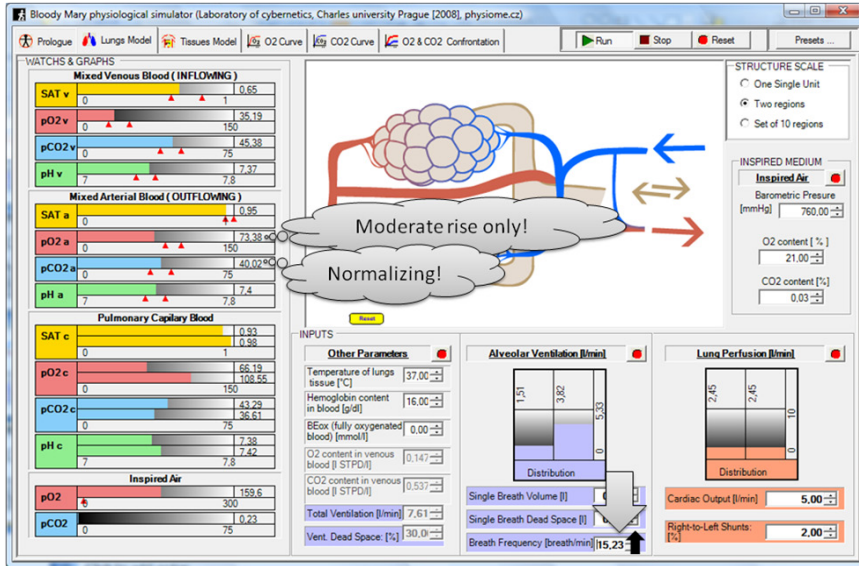 Bloody Mary physiological simulator (Laboratory of cybernetics, Charles university Prague [2008], physiome.cz)
Prologue Lungs Model Tissues Model O2 Curve CO2 Curve O2 & CO2 Confrontation Run Stop Reset Presets ...
WATCHS & GRAPHS
Mixed Venous Blood ( INFLOWING )
SAT v 0,65
0 1
pO2 v 35,19
0 150
pCO2 v 45,38
0 75
pH v 7,37
7 7.8
Mixed Arterial Blood ( OUTFLOWING )
SAT a 0,95
1
pO2 a 73,38
150
pCO2 a 40,02
0 75
pH a 7,4
7 7.8
Pulmonary Capilary Blood
SAT c 0,93
0,98
0 1
pO2 c 66,19
108,55
0 150
pCO2 c 43,29
36,61
0 75
pH c 7,38
7,42
7 7.8
Inspired Air
pO2 159,6
0 300
pCO2 0,23
0 75
Moderate rise only!
Normalizing!
Reset
STRUCTURE SCALE
One Single Unit
Two regions
Set of 10 regions
INSPIRED MEDIUM
Inspired Air
Barometric Presure
[mmHg] 760,00
O2 content [ % ]
21,00
CO2 content [%]
0,03
INPUTS
Other Parameters
Temperature of lungs
tissue [°C] 37,00
Hemoglobin content
in blood [g/dl] 16,00
BEox (fully oxygenated
blood) [mmol/l] 0,00
O2 content in venous
blood [l STPD/l] 0,147
CO2 content in venous
blood [l STPD/l] 0,537
Total Ventilation [l/min] 7,61
Vent. Dead Space: [%] 30,0
Alveolar Ventilation [l/min]
1,51 3,82 5,33
0
Distribution
Single Breath Volume [l]
Single Breath Dead Space [l]
Breath Frequency [breath/min] 15,23
Lung Perfusion [l/min]
2,45 2,45 10
0
Distribution
Cardiac Output [l/min] 5,00
Right-to-Left Shunts:
[%] 2,00